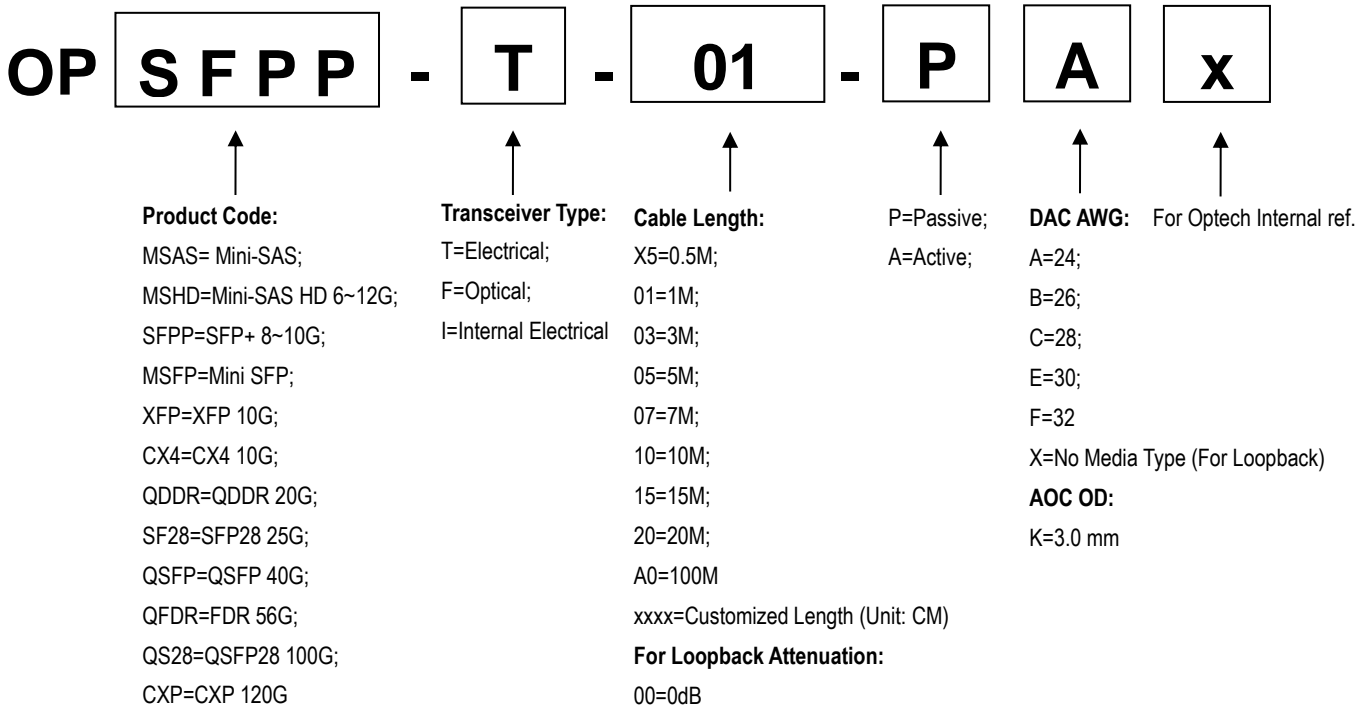 OP S F P P - T - 01 - P A x
Product Code:
MSAS= Mini-SAS;
MSHD=Mini-SAS HD 6~12G;
SFPP=SFP+ 8~10G;
MSFP=Mini SFP;
XFP=XFP 10G;
CX4=CX4 10G;
QDDR=QDDR 20G;
SF28=SFP28 25G;
QSFP=QSFP 40G;
QFDR=FDR 56G;
QS28=QSFP28 100G;
CXP=CXP 120G
Transceiver Type:
T=Electrical;
F=Optical;
I=Internal Electrical
Cable Length:
X5=0.5M;
01=1M;
03=3M;
05=5M;
07=7M;
10=10M;
15=15M;
20=20M;
A0=100M
xxxx=Customized Length (Unit: CM)
For Loopback Attenuation:
00=0dB
P=Passive;
A=Active;
DAC AWG:
A=24;
B=26;
C=28;
E=30;
F=32
X=No Media Type (For Loopback)
AOC OD:
K=3.0 mm
For Optech Internal ref.